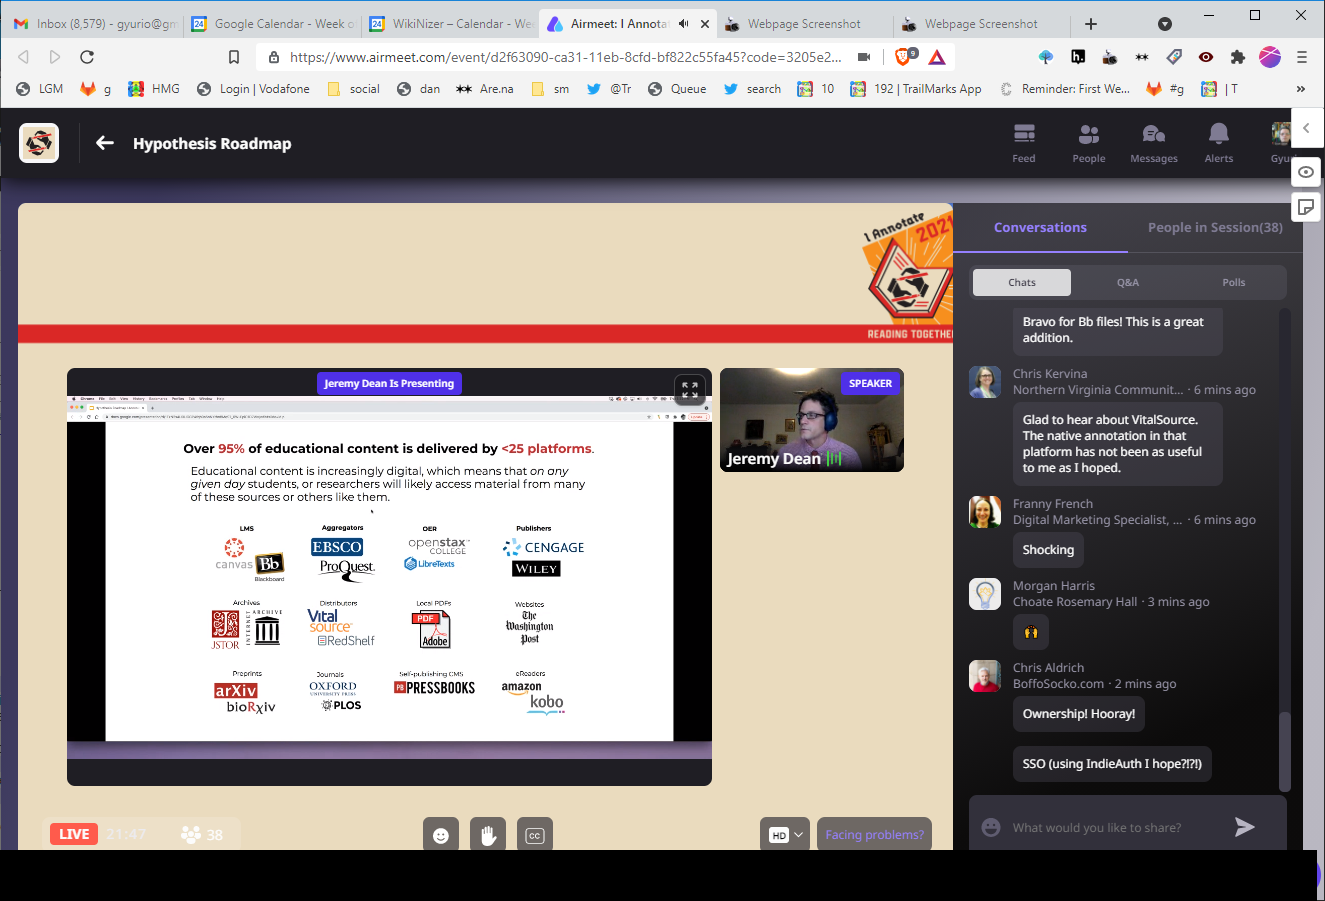 Inbox (8,579) - gyurio@gm
Google Calendar - Week o
WikiNizer – Calendar - We
Airmeet: I Annotat
Webpage Screenshot
Webpage Screenshot
https://www.airmeet.com/event/d2f63090-ca31-11eb-8cfd-bf822c55fa45?code=3205e2...
9
h.
LGM
g
HMG
Login | Vodafone
social
dan
Are.na
sm
@Tr
Queue
search
10
192 | TrailMarks App
Reminder: First We...
#g
| T
»
Hypothesis Roadmap
Feed
People
Messages
Alerts
Gyu
I Annotate 2021
READING TOGETHE
Jeremy Dean Is Presenting
Over 95% of educational content is delivered by <25 platforms.
Educational content is increasingly digital, which means that on any
given day students, or researchers will likely access material from many
of these sources or others like them.
LMS
canvas
Bb
Blackboard
Aggregators
EBSCO
ProQuest
OER
openstax™
COLLEGE
LibreTexts
Publishers
CENGAGE
WILEY
Archives
JSTOR
INTERNET ARCHIVE
Distributors
Vital
source®
RedShelf
Local PDFs
PDF
Adobe
Websites
The
Washington
Post
Preprints
arXiv
bioRxiv
Journals
OXFORD
UNIVERSITY PRESS
PLOS
Self-publishing CMS
PB PRESSBOOKS
eReaders
amazon
kobo
SPEAKER
Jeremy Dean
LIVE
21:47
38
CC
HD
Facing problems?
Conversations
People in Session(38)
Chats
Q&A
Polls
Bravo for Bb files! This is a great
addition.
Chris Kervina
Northern Virginia Communit... · 6 mins ago
Glad to hear about VitalSource.
The native annotation in that
platform has not been as useful
to me as I hoped.
Franny French
Digital Marketing Specialist, ... · 6 mins ago
Shocking
Morgan Harris
Choate Rosemary Hall · 3 mins ago
Chris Aldrich
BoffoSocko.com · 2 mins ago
Ownership! Hooray!
SSO (using IndieAuth I hope?!?!)
What would you like to share?